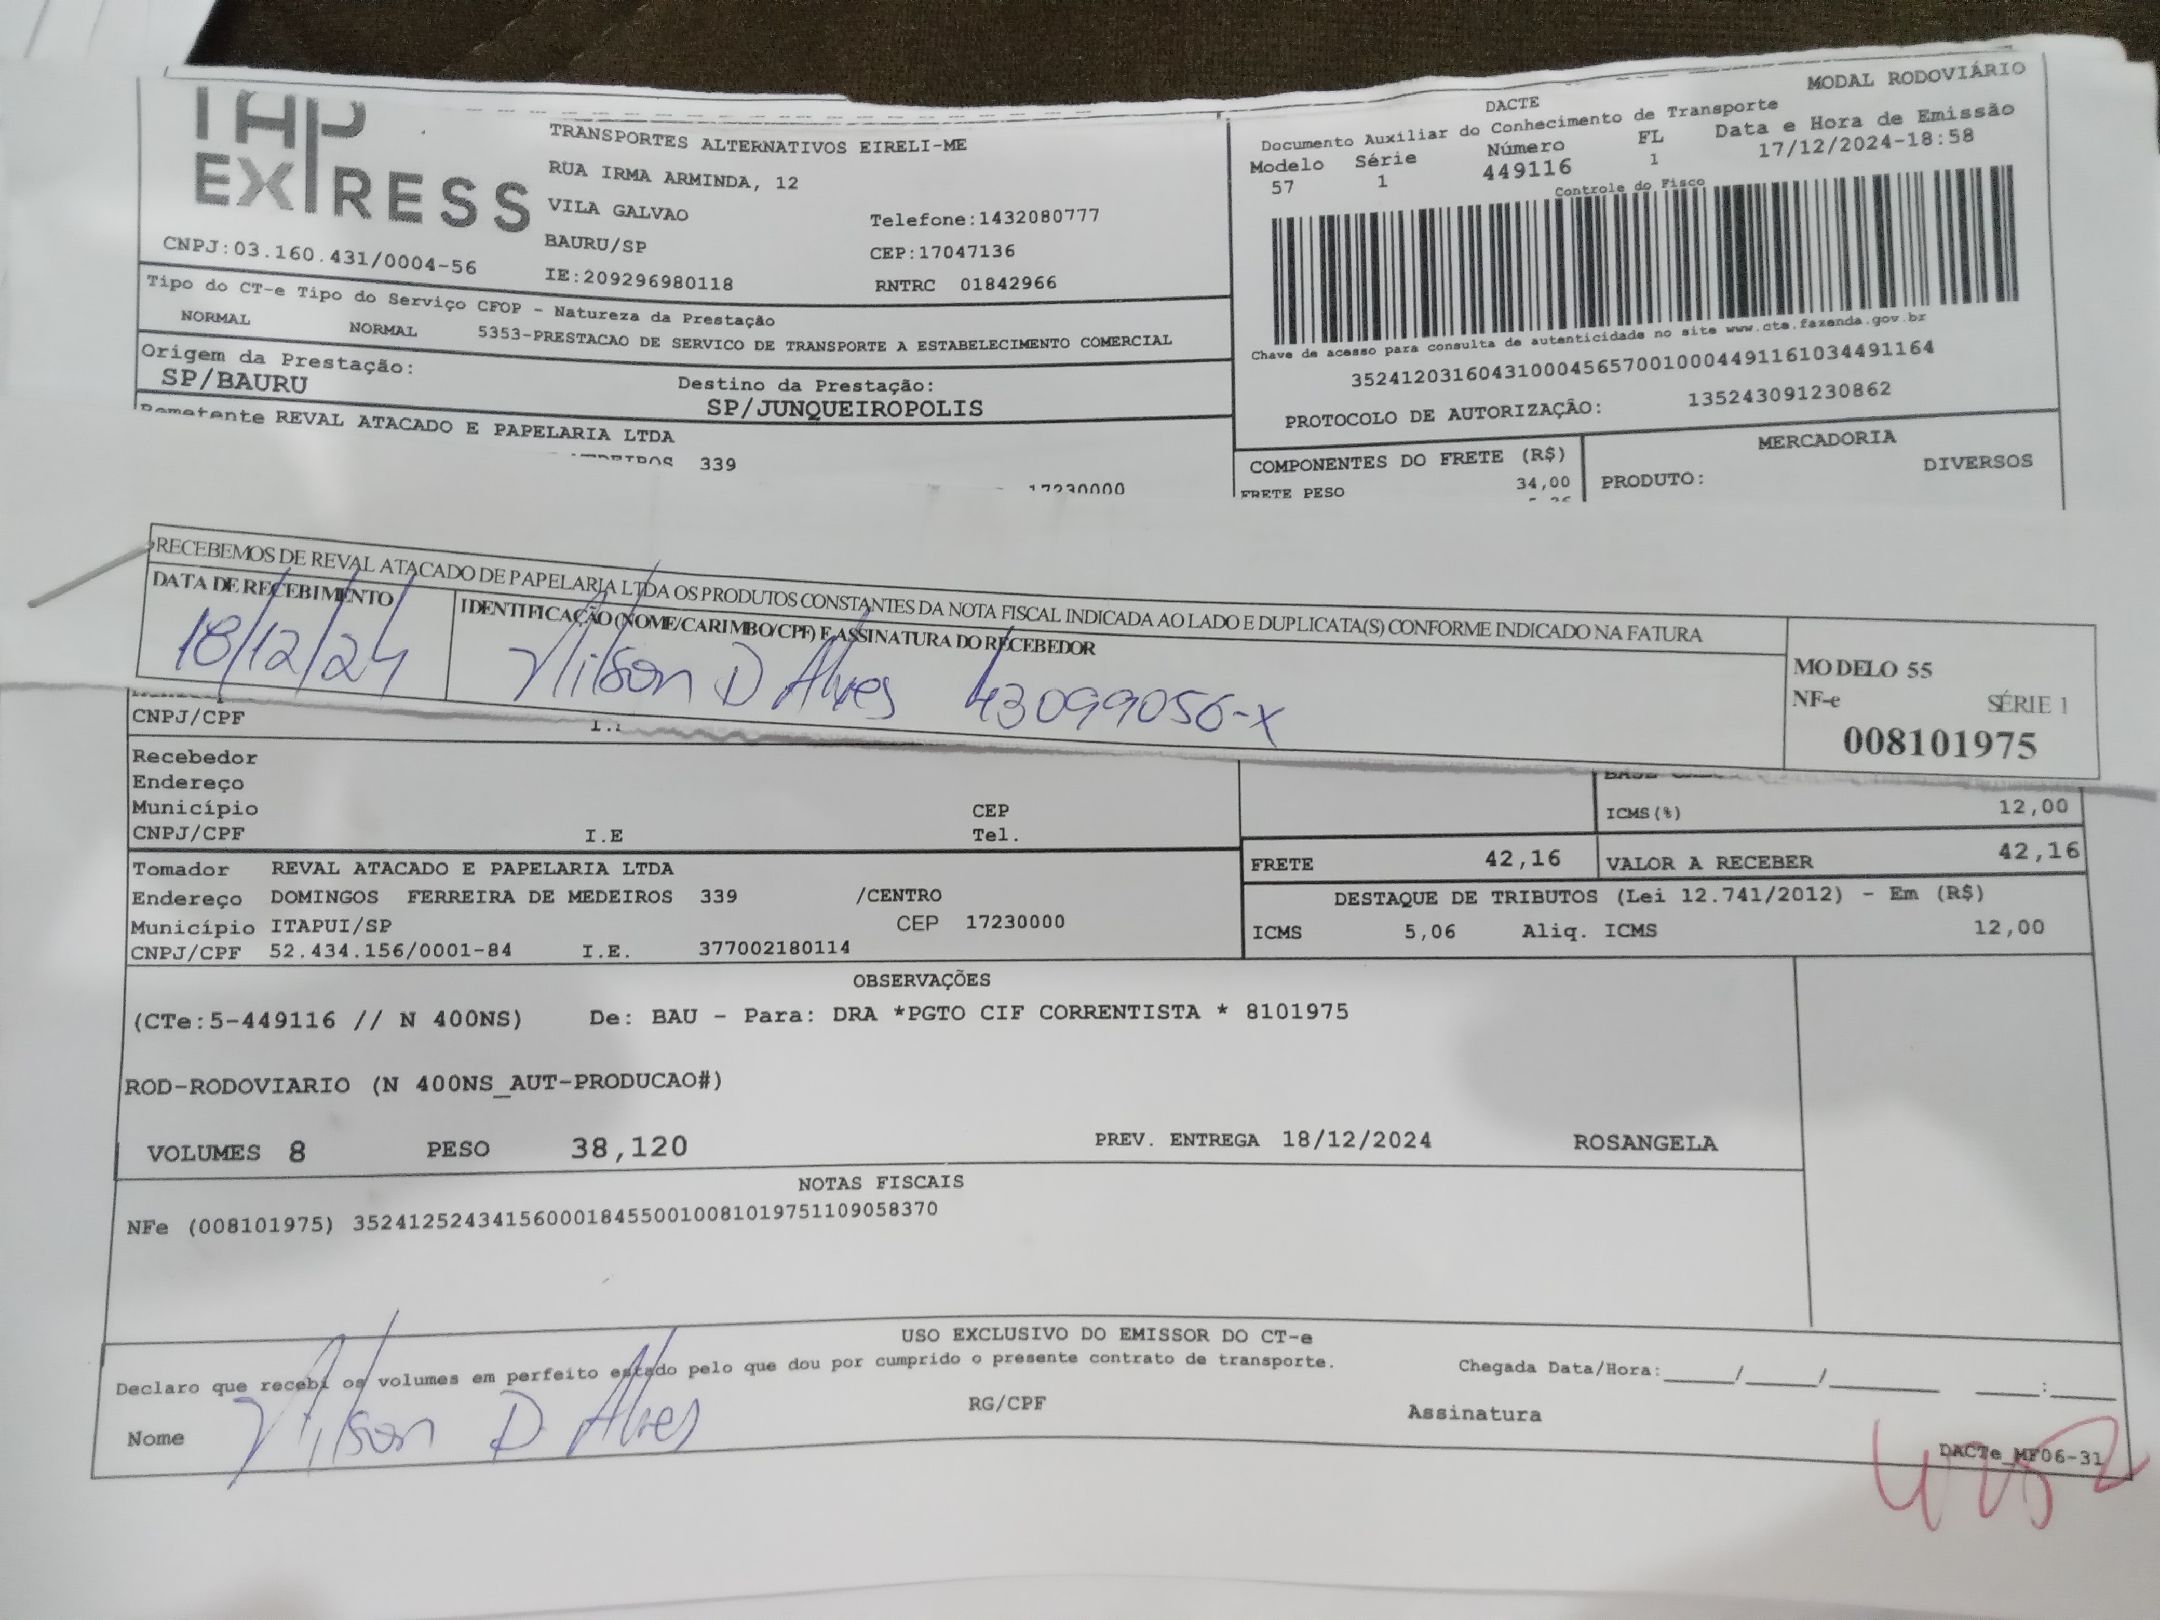 TAP
EXPRESS
TRANSPORTES ALTERNATIVOS EIRELI-ME
RUA IRMA ARMINDA, 12
VILA GALVAO
Telefone:1432080777
BAURU/SP
CEP:17047136
CNPJ:03.160.431/0004-56
IE:209296980118
RNTRC 01842966
MODAL RODOVIÁRIO
DACTE
Documento Auxiliar do Conhecimento de Transporte
Modelo Série Número FL Data e Hora de Emissão
57 1 449116 1 17/12/2024-18:58
Controle do Fisco
Chave de acesso para consulta de autenticidade no site www.cte.fazenda.gov.br
35241203160431000456570010004491161034491164
PROTOCOLO DE AUTORIZAÇÃO: 135243091230862
Tipo do CT-e Tipo do Serviço CFOP - Natureza da Prestação
NORMAL NORMAL 5353-PRESTACAO DE SERVICO DE TRANSPORTE A ESTABELECIMENTO COMERCIAL
Origem da Prestação:
SP/BAURU
Destino da Prestação:
SP/JUNQUEIROPOLIS
Remetente REVAL ATACADO E PAPELARIA LTDA
339
17230000
COMPONENTES DO FRETE (R$)
FRETE PESO 34,00
MERCADORIA
PRODUTO: DIVERSOS
RECEBEMOS DE REVAL ATACADO DE PAPELARIA LTDA OS PRODUTOS CONSTANTES DA NOTA FISCAL INDICADA AO LADO E DUPLICATA(S) CONFORME INDICADO NA FATURA
DATA DE RECEBIMENTO
18/12/24
IDENTIFICAÇÃO (NOME/CARIMBO/CPF) E ASSINATURA DO RECEBEDOR
Nilson D Alves 43099056-X
MODELO 55
NF-e SÉRIE 1
008101975
CNPJ/CPF
Recebedor
Endereço
Município CEP
CNPJ/CPF I.E Tel.
ICMS(%) 12,00
Tomador REVAL ATACADO E PAPELARIA LTDA
Endereço DOMINGOS FERREIRA DE MEDEIROS 339 /CENTRO
Município ITAPUI/SP CEP 17230000
CNPJ/CPF 52.434.156/0001-84 I.E. 377002180114
FRETE 42,16 VALOR A RECEBER 42,16
DESTAQUE DE TRIBUTOS (Lei 12.741/2012) - Em (R$)
ICMS 5,06 Aliq. ICMS 12,00
OBSERVAÇÕES
(CTe:5-449116 // N 400NS) De: BAU - Para: DRA *PGTO CIF CORRENTISTA * 8101975
ROD-RODOVIARIO (N 400NS_AUT-PRODUCAO#)
VOLUMES 8 PESO 38,120 PREV. ENTREGA 18/12/2024 ROSANGELA
NOTAS FISCAIS
NFe (008101975) 35241252434156000184550010081019751109058370
USO EXCLUSIVO DO EMISSOR DO CT-e
Declaro que recebi os volumes em perfeito estado pelo que dou por cumprido o presente contrato de transporte.
Chegada Data/Hora:_____/_____/________ ____:_____
Nome Nilson D Alves RG/CPF Assinatura
DACTe_MF06-31